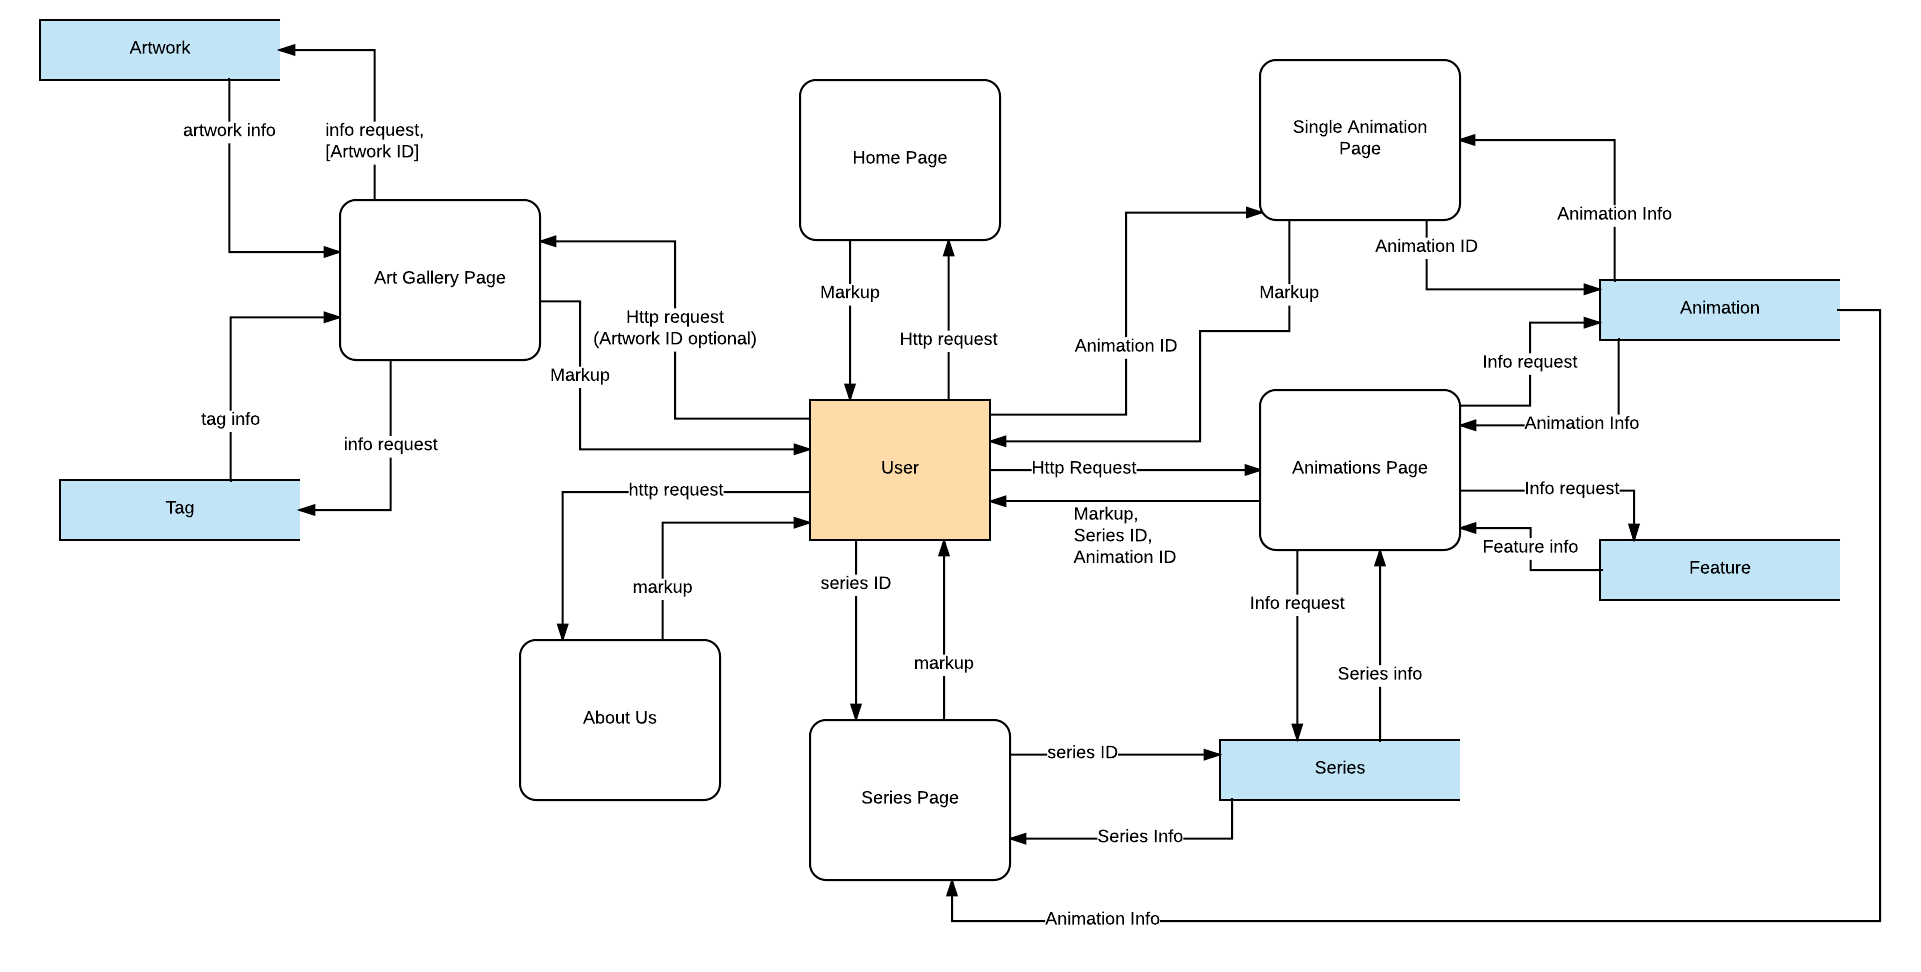 Artwork
artwork info
info request,
[Artwork ID]
Art Gallery Page
tag info
info request
Tag
Home Page
Markup
Http request
Http request
(Artwork ID optional)
Markup
User
http request
markup
About Us
series ID
markup
Series Page
series ID
Series Info
Series
Animation Info
Single Animation
Page
Animation ID
Markup
Animation ID
Animation Info
Animation
Info request
Animation Info
Http Request
Animations Page
Markup,
Series ID,
Animation ID
Info request
Feature info
Feature
Info request
Series info